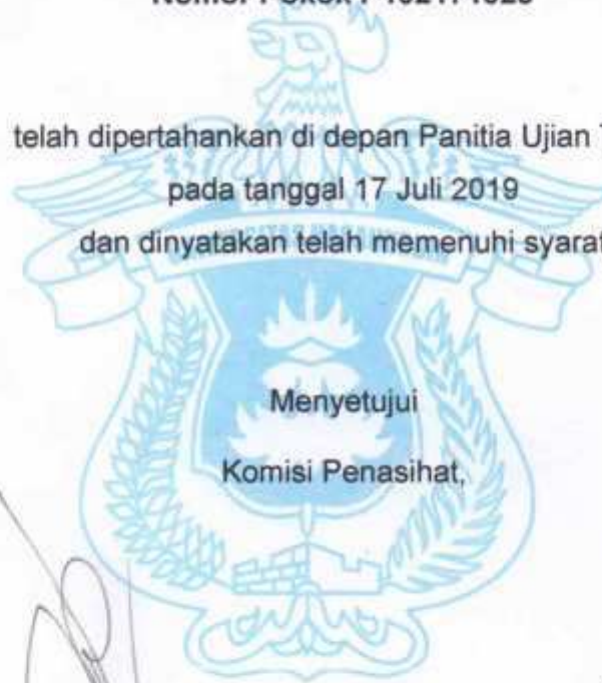 telah dipertahankan di depan Panitia Ujian
pada tanggal 17 Juli 2019
dan dinyatakan telah memenuhi syarat
Menyetujui
Komisi Penasihat,